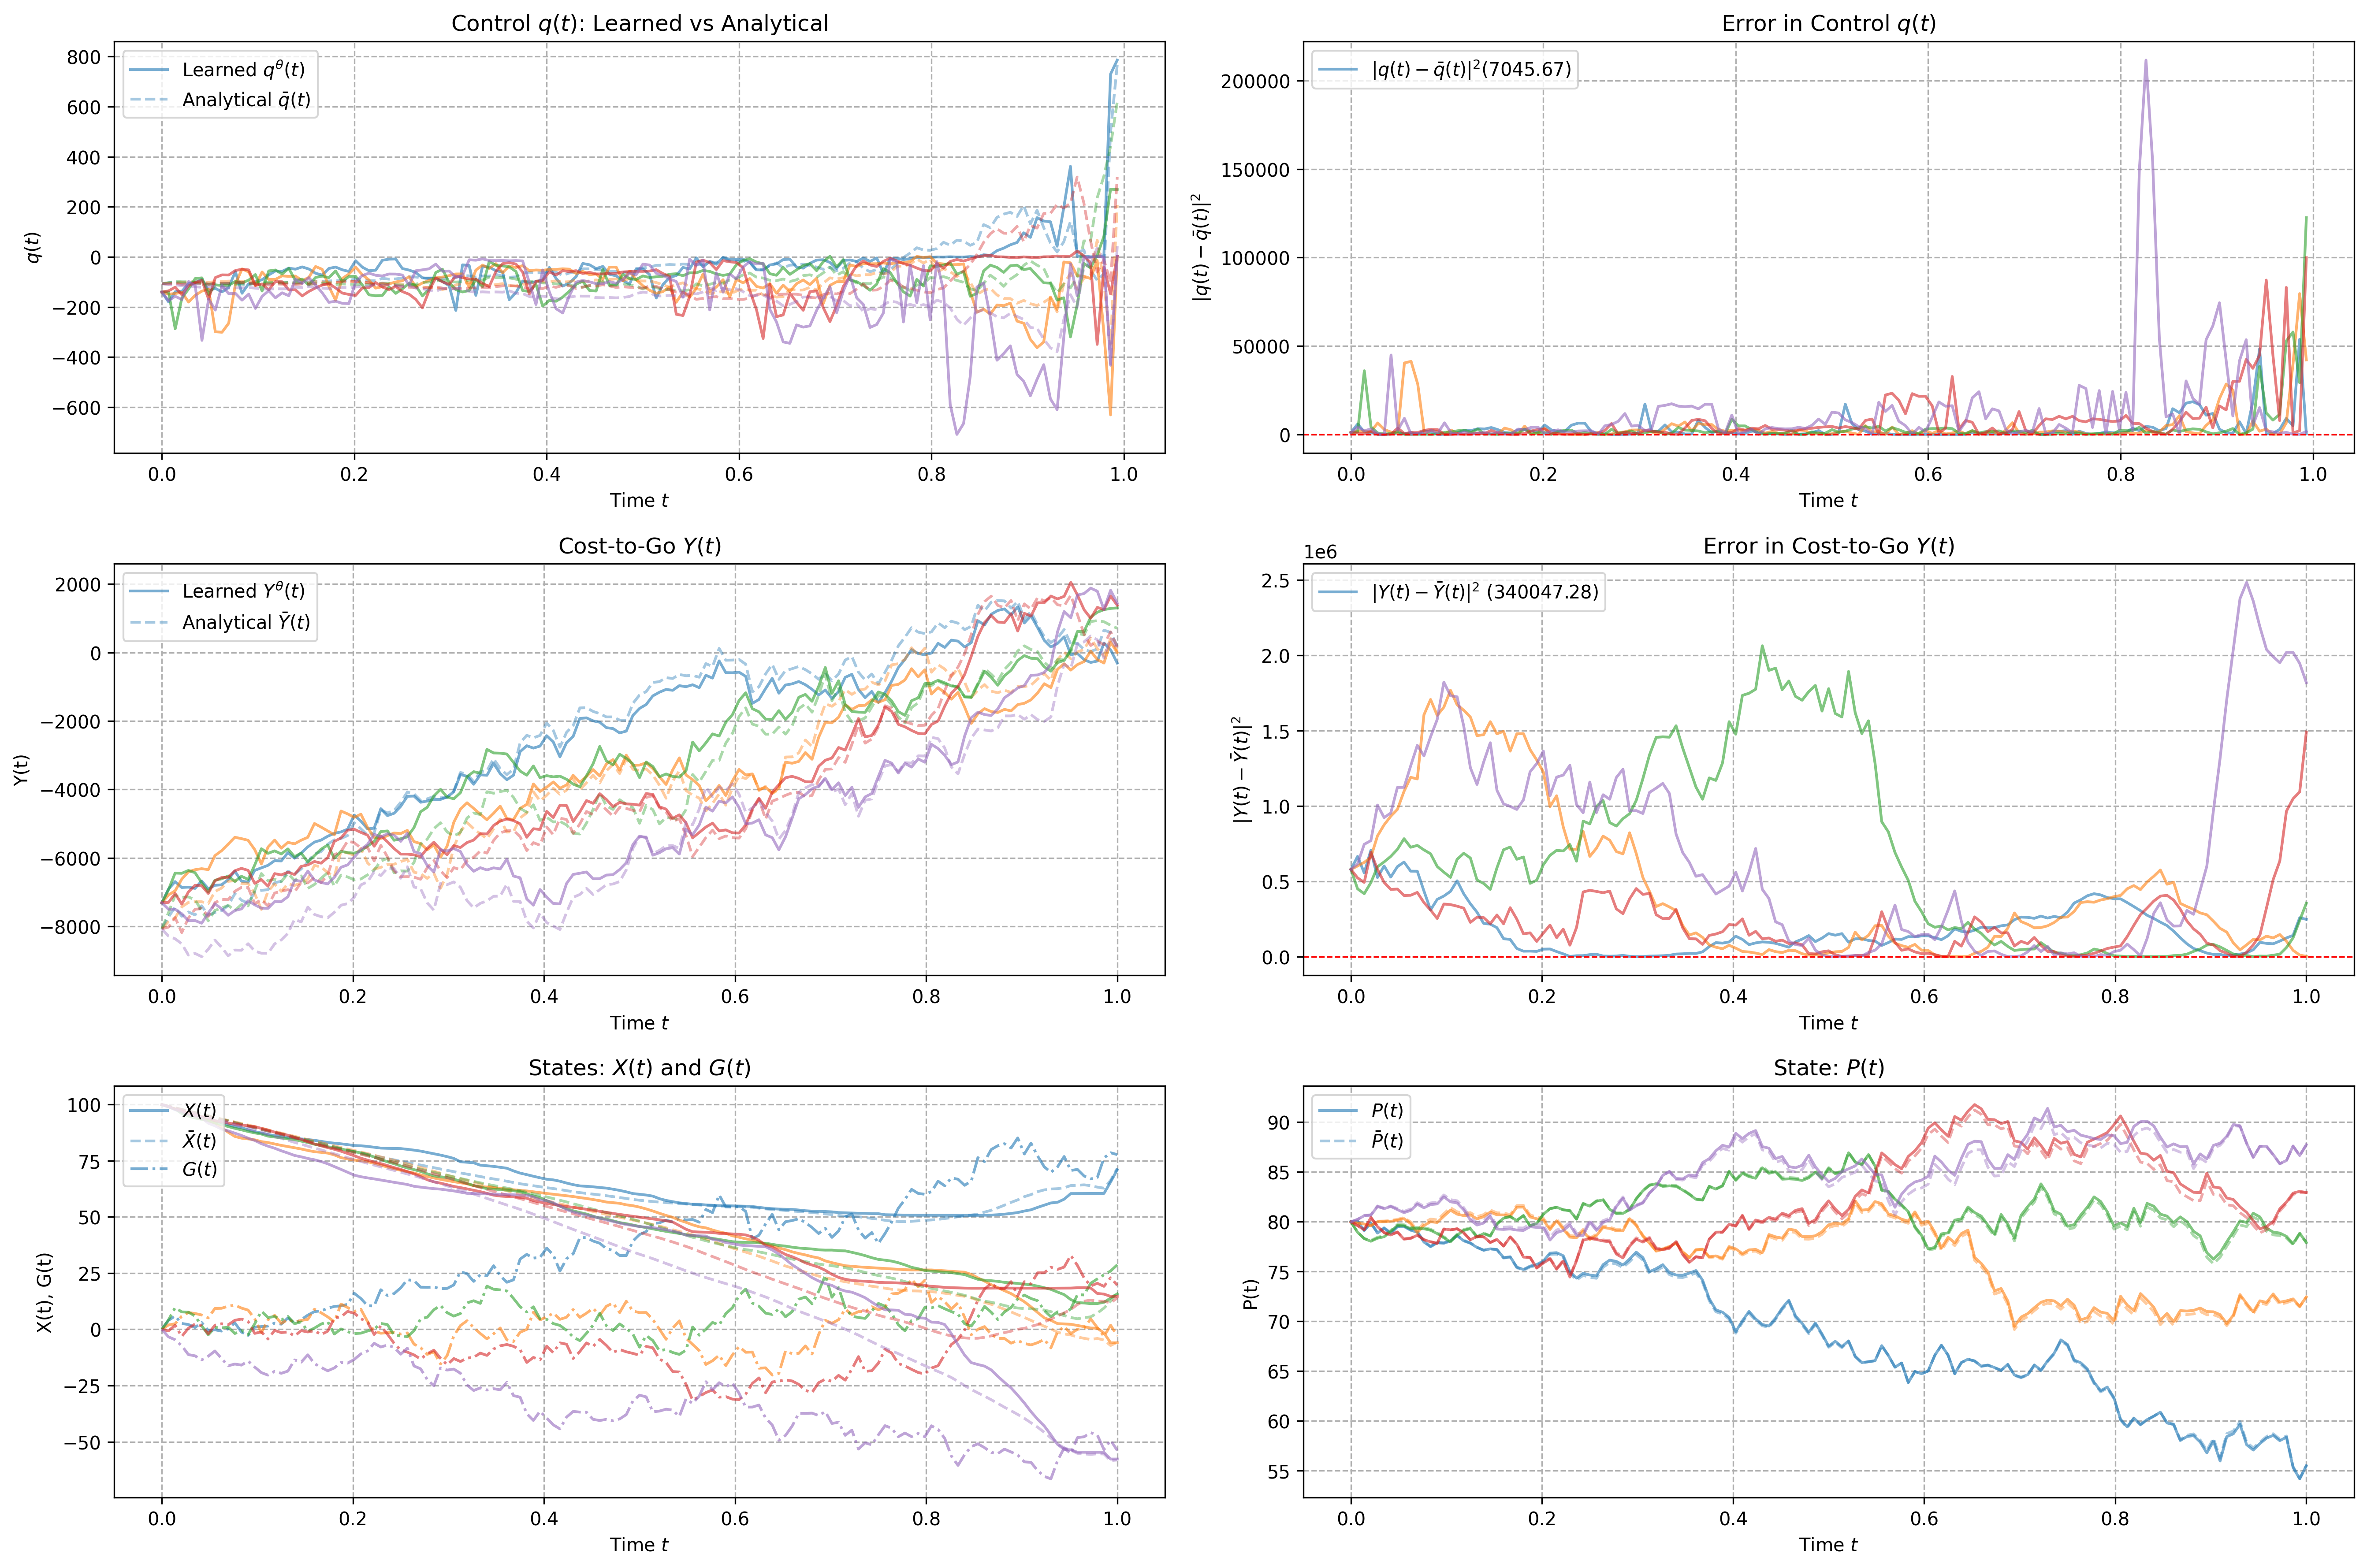 Control q(t): Learned vs Analytical
800
600
400
200
0
−200
−400
−600
q(t)
Learned q^θ(t)
Analytical q̄(t)
0.0 0.2 0.4 0.6 0.8 1.0
Time t
Error in Control q(t)
200000
150000
100000
50000
0
|q(t) − q̄(t)|²
|q(t) − q̄(t)|²(7045.67)
0.0 0.2 0.4 0.6 0.8 1.0
Time t
Cost-to-Go Y(t)
2000
0
−2000
−4000
−6000
−8000
Y(t)
Learned Y^θ(t)
Analytical Ȳ(t)
0.0 0.2 0.4 0.6 0.8 1.0
Time t
Error in Cost-to-Go Y(t)
1e6
2.5
2.0
1.5
1.0
0.5
0.0
|Y(t) − Ȳ(t)|²
|Y(t) − Ȳ(t)|² (340047.28)
0.0 0.2 0.4 0.6 0.8 1.0
Time t
States: X(t) and G(t)
100
75
50
25
0
−25
−50
X(t), G(t)
X(t)
X̄(t)
G(t)
0.0 0.2 0.4 0.6 0.8 1.0
Time t
State: P(t)
90
85
80
75
70
65
60
55
P(t)
P(t)
P̄(t)
0.0 0.2 0.4 0.6 0.8 1.0
Time t